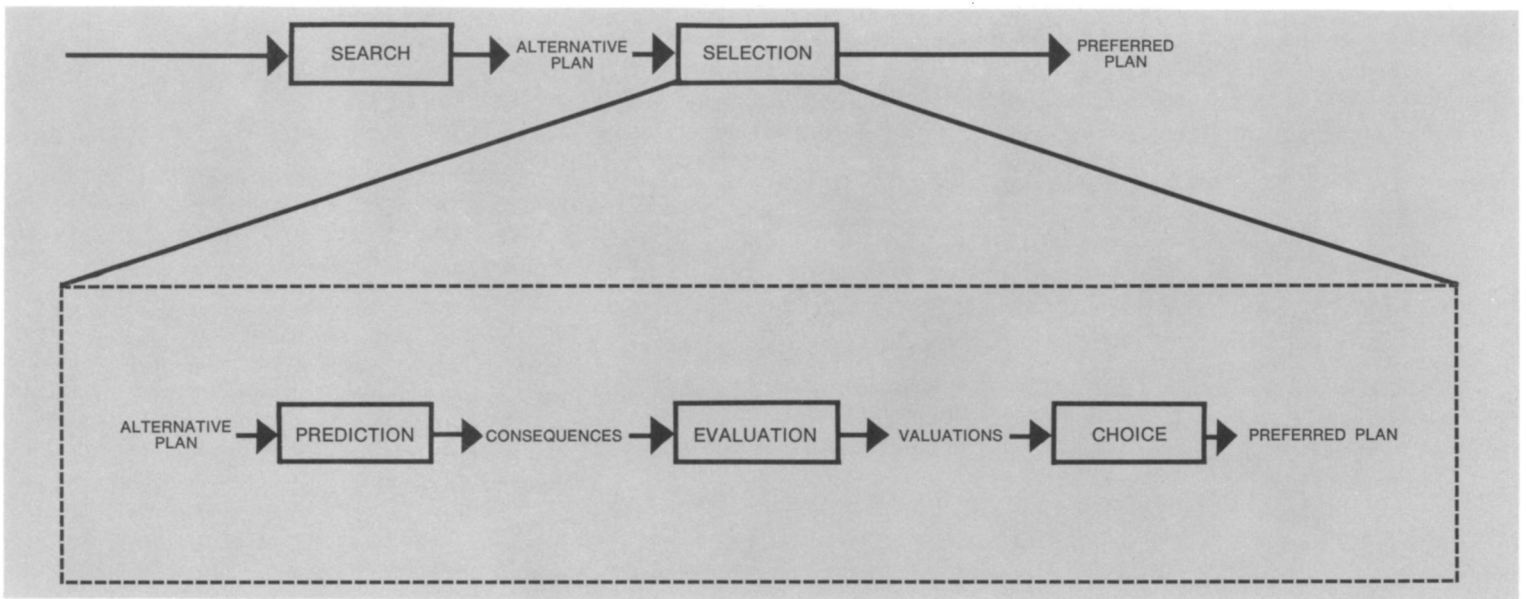 SEARCH
ALTERNATIVE
PLAN
SELECTION
PREFERRED
PLAN
ALTERNATIVE
PLAN
PREDICTION
CONSEQUENCES
EVALUATION
VALUATIONS
CHOICE
PREFERRED PLAN